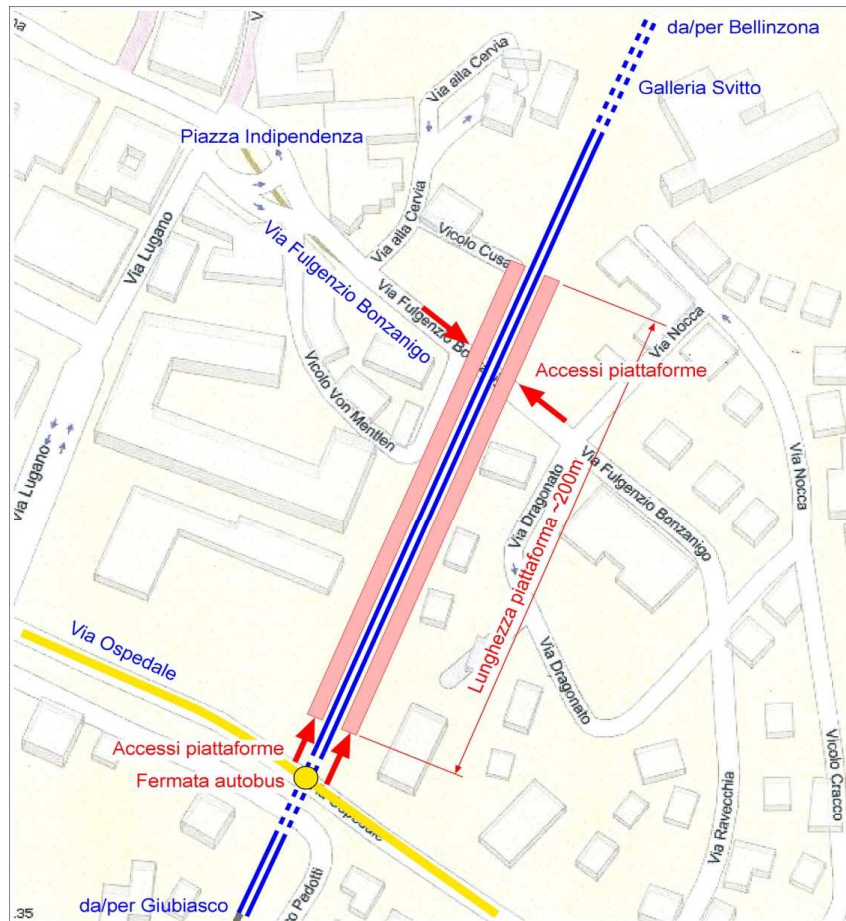 da/per Bellinzona
Galleria Svitto
Via alla Cervia
Piazza Indipendenza
Via alla Cervia
Via Lugano
Via Fulgenzio Bonzanigo
Vicolo Cusa
Via Fulgenzio Bo
Via Nocca
Accessi piattaforme
Vicolo Von Mentlen
Via Nocca
Via Lugano
Via Dragonato
Via Fulgenzio Bonzanigo
Lunghezza piattaforma ~200m
Via Ospedale
Via Dragonato
Accessi piattaforme
Fermata autobus
Via Ravecchia
Vicolo Cracco
da/per Giubiasco
o Pedotti
.35